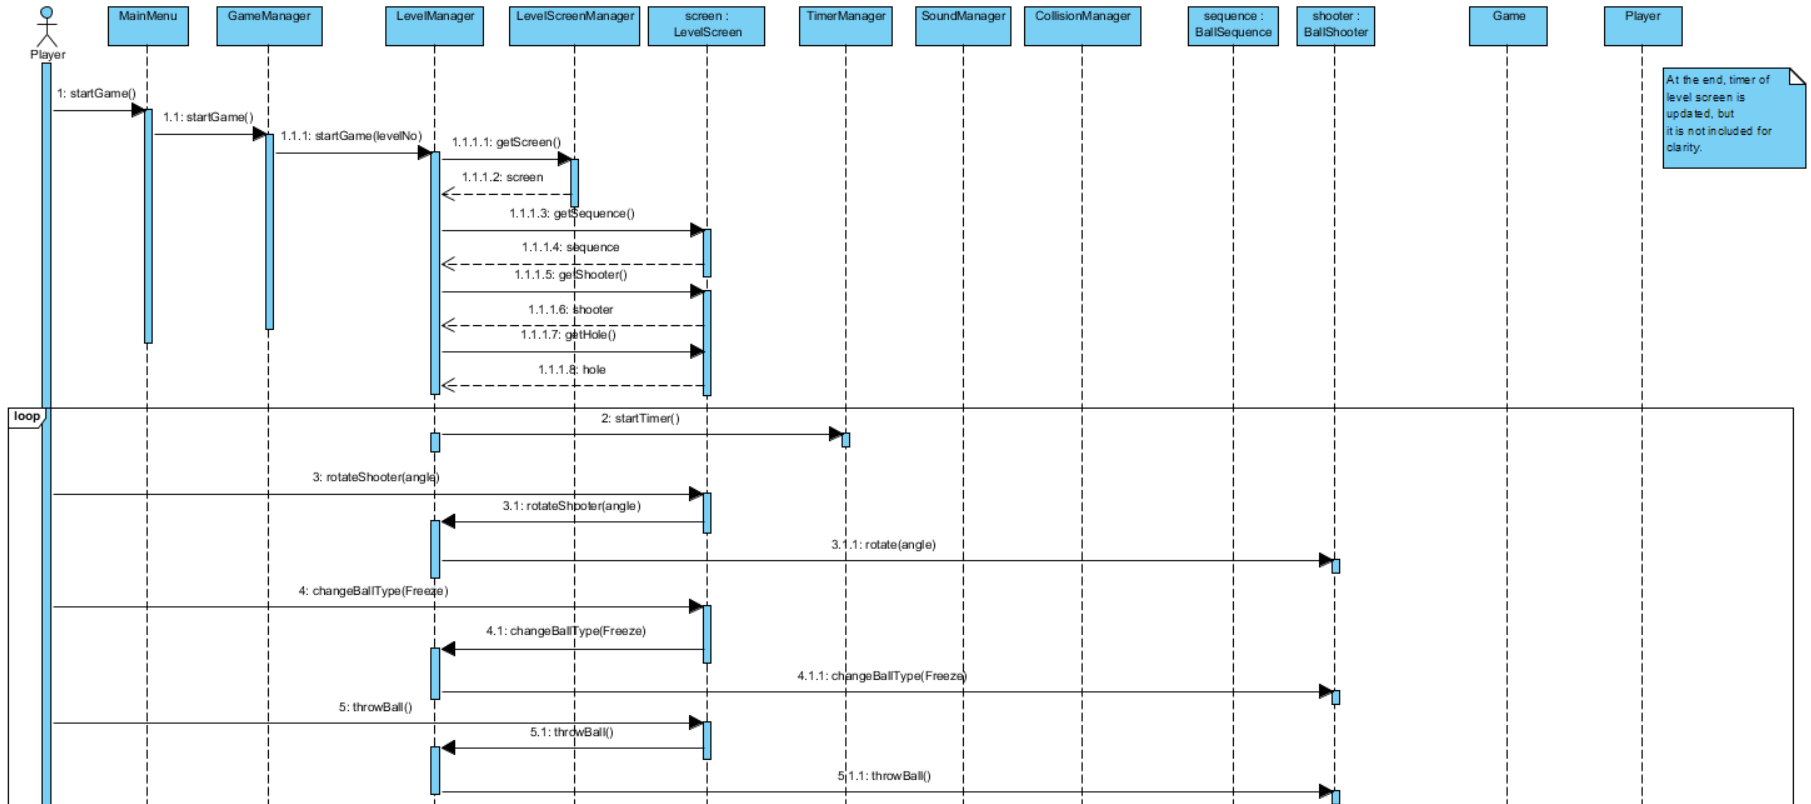 MainMenu
GameManager
LevelManager
LevelScreenManager
screen :
LevelScreen
TimerManager
SoundManager
CollisionManager
sequence :
BallSequence
shooter :
BallShooter
Game
Player
Player
At the end, timer of
level screen is
updated, but
it is not included for
clarity.
1: startGame()
1.1: startGame()
1.1.1: startGame(levelNo)
1.1.1.1: getScreen()
1.1.1.2: screen
1.1.1.3: getSequence()
1.1.1.4: sequence
1.1.1.5: getShooter()
1.1.1.6: shooter
1.1.1.7: getHole()
1.1.1.8: hole
loop
2: startTimer()
3: rotateShooter(angle)
3.1: rotateShooter(angle)
3.1.1: rotate(angle)
4: changeBallType(Freeze)
4.1: changeBallType(Freeze)
4.1.1: changeBallType(Freeze)
5: throwBall()
5.1: throwBall()
5.1.1: throwBall()